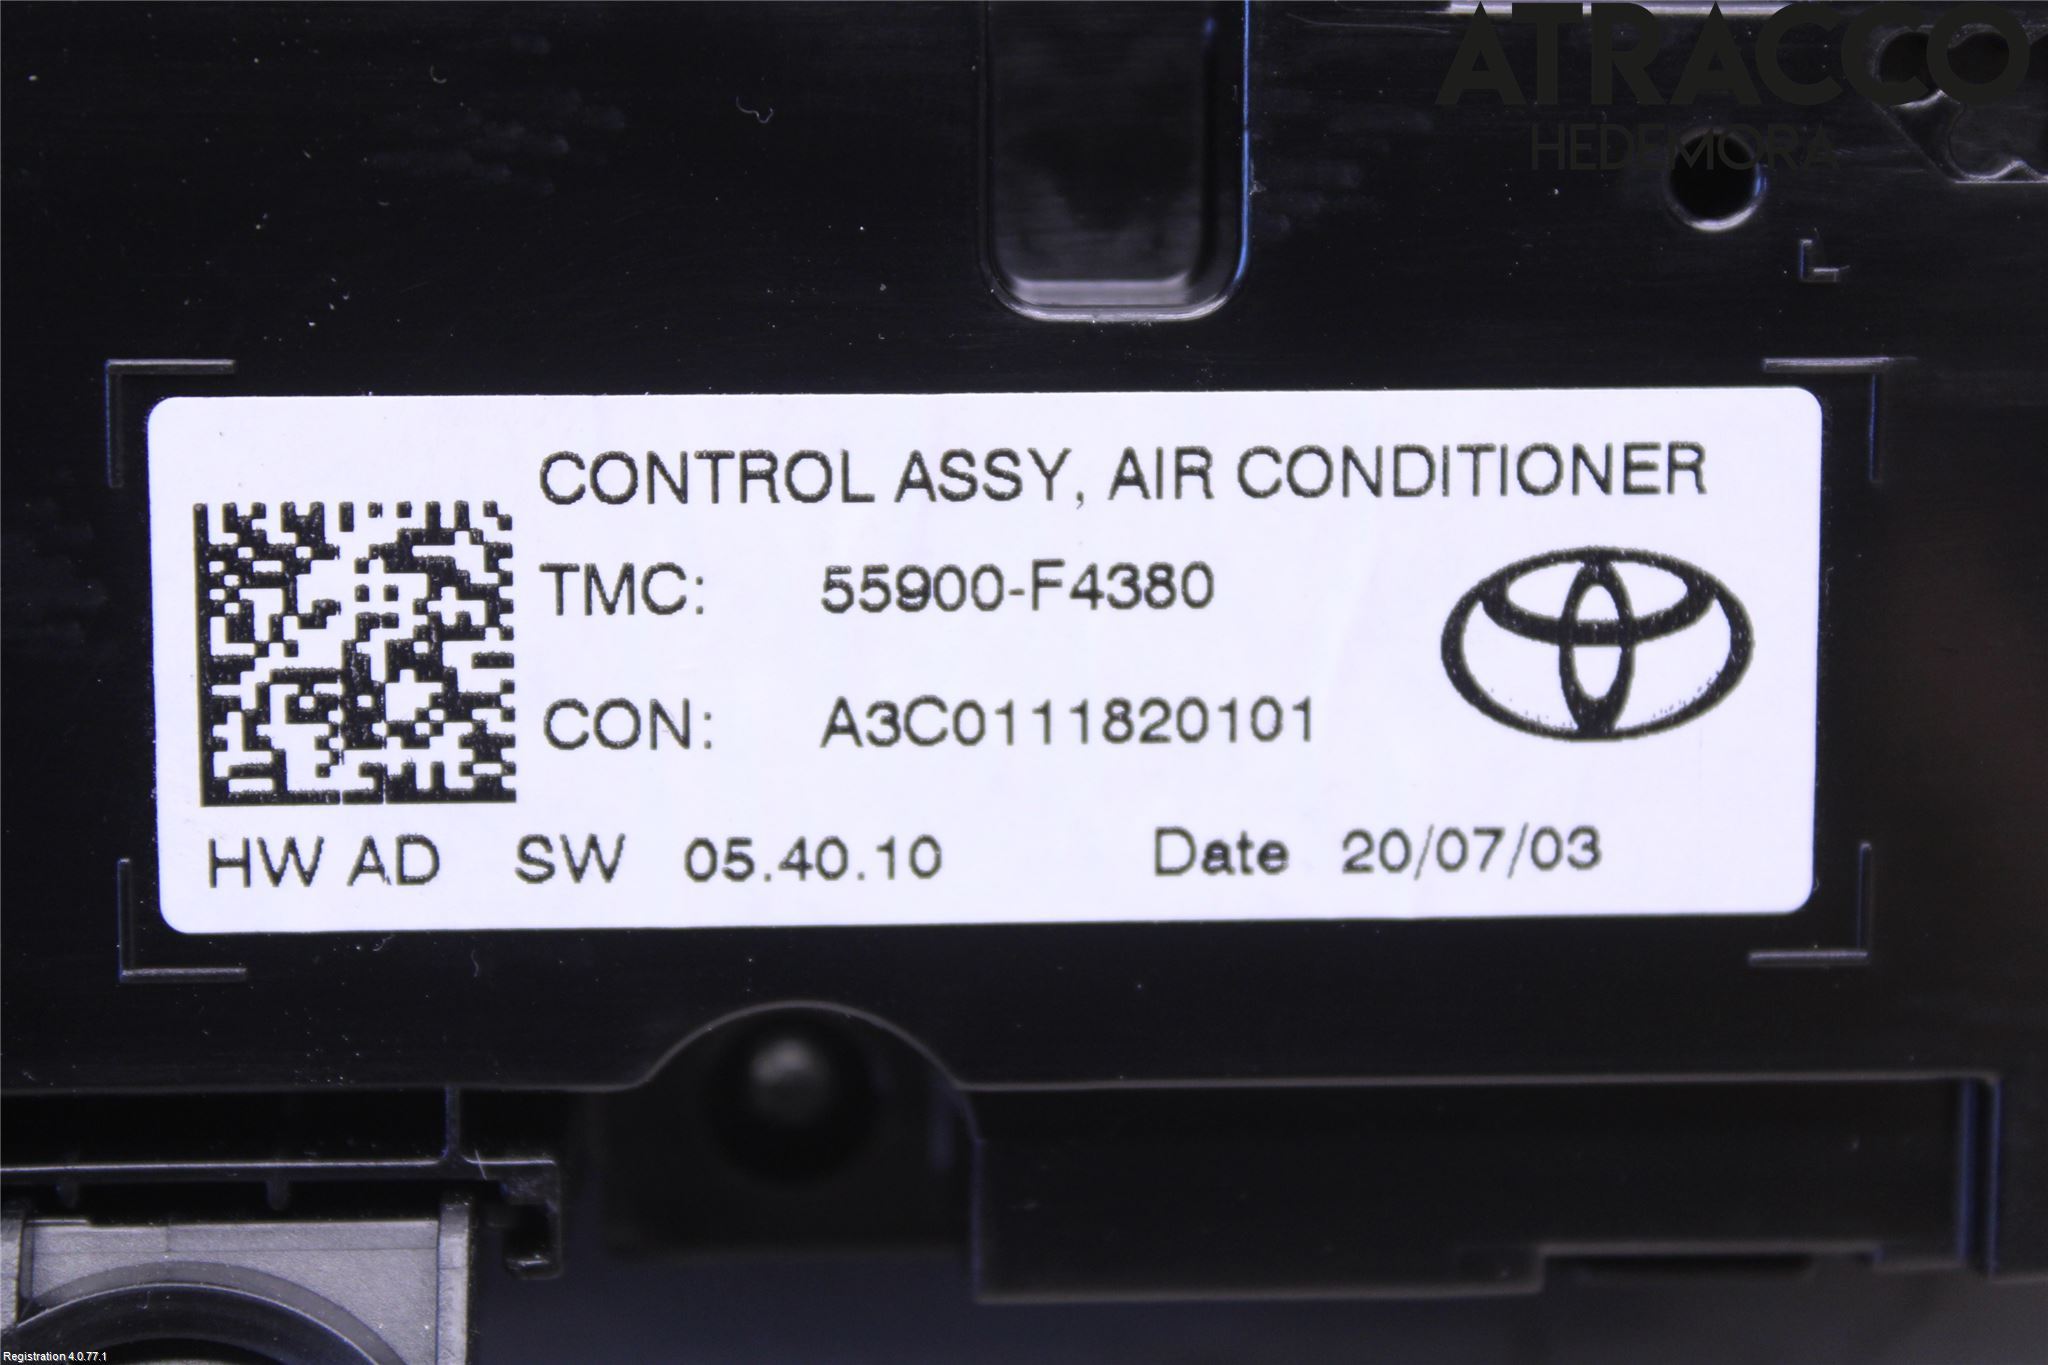 ATRACCO
HEDEMORA
CONTROL ASSY, AIR CONDITIONER
TMC: 55900-F4380
CON: A3C0111820101
HW AD SW 05.40.10 Date 20/07/03
Registration 4.0.77.1